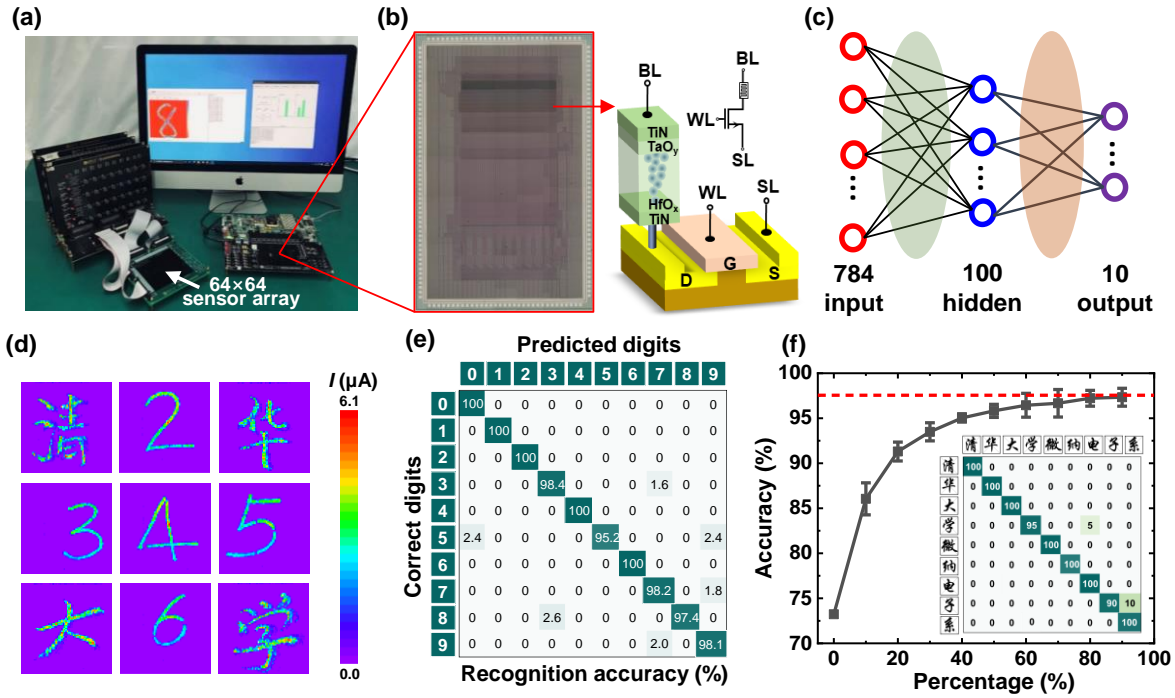 (a)
64×64
sensor array
(b)
BL
TiN
TaOy
HfOx
TiN
WL
SL
D
G
S
BL
WL
SL
(c)
784
input
100
hidden
10
output
(d)
清 2 华
3 4 5
大 6 学
I (μA)
6.1
0.0
(e)
Predicted digits
0 1 2 3 4 5 6 7 8 9
Correct digits
0 100 0 0 0 0 0 0 0 0 0
1 0 100 0 0 0 0 0 0 0 0
2 0 0 100 0 0 0 0 0 0 0
3 0 0 0 98.4 0 0 0 1.6 0 0
4 0 0 0 0 100 0 0 0 0 0
5 2.4 0 0 0 0 95.2 0 0 0 2.4
6 0 0 0 0 0 0 100 0 0 0
7 0 0 0 0 0 0 0 98.2 0 1.8
8 0 0 0 2.6 0 0 0 0 97.4 0
9 0 0 0 0 0 0 0 2.0 0 98.1
Recognition accuracy (%)
(f)
Accuracy (%)
100
95
90
85
80
75
70
0 20 40 60 80 100
Percentage (%)
清 华 大 学 微 纳 电 子 系
清 100 0 0 0 0 0 0 0 0
华 0 100 0 0 0 0 0 0 0
大 0 0 100 0 0 0 0 0 0
学 0 0 0 95 0 0 5 0 0
微 0 0 0 0 100 0 0 0 0
纳 0 0 0 0 0 100 0 0 0
电 0 0 0 0 0 0 100 0 0
子 0 0 0 0 0 0 0 90 10
系 0 0 0 0 0 0 0 0 100